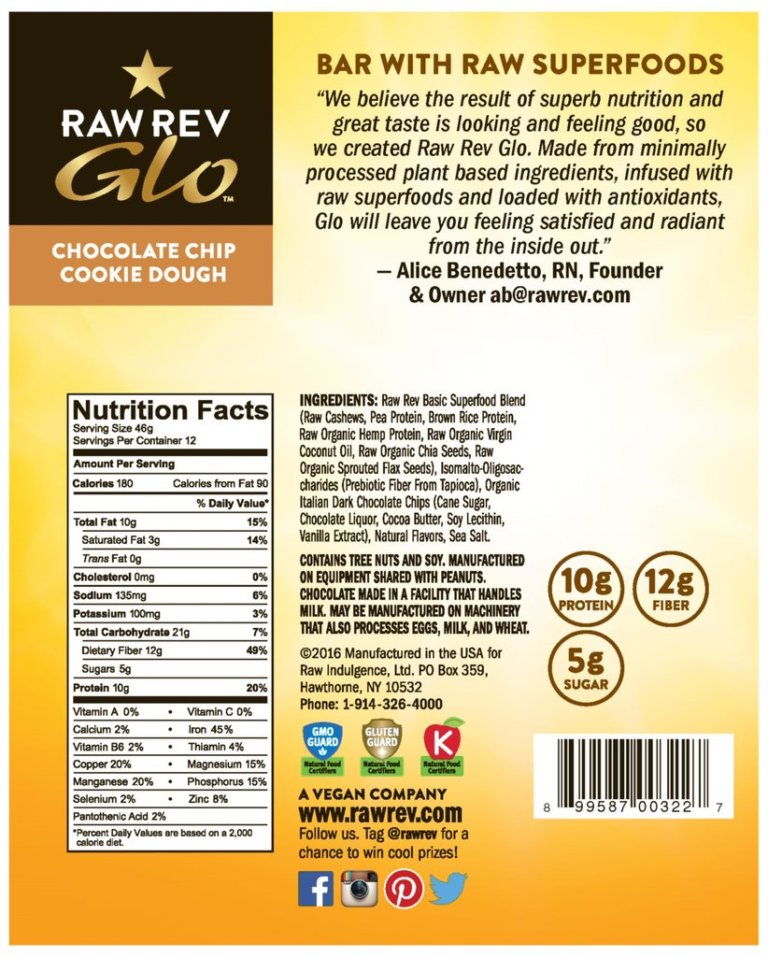 RAW REV
Glo™
CHOCOLATE CHIP
COOKIE DOUGH
BAR WITH RAW SUPERFOODS
“We believe the result of superb nutrition and
great taste is looking and feeling good, so
we created Raw Rev Glo. Made from minimally
processed plant based ingredients, infused with
raw superfoods and loaded with antioxidants,
Glo will leave you feeling satisfied and radiant
from the inside out.”
— Alice Benedetto, RN, Founder
& Owner ab@rawrev.com
Nutrition Facts
Serving Size 46g
Servings Per Container 12
Amount Per Serving
Calories 180 Calories from Fat 90
% Daily Value*
Total Fat 10g 15%
Saturated Fat 3g 14%
Trans Fat 0g
Cholesterol 0mg 0%
Sodium 135mg 6%
Potassium 100mg 3%
Total Carbohydrate 21g 7%
Dietary Fiber 12g 49%
Sugars 5g
Protein 10g 20%
Vitamin A 0% • Vitamin C 0%
Calcium 2% • Iron 45%
Vitamin B6 2% • Thiamin 4%
Copper 20% • Magnesium 15%
Manganese 20% • Phosphorus 15%
Selenium 2% • Zinc 8%
Pantothenic Acid 2%
*Percent Daily Values are based on a 2,000
calorie diet.
INGREDIENTS: Raw Rev Basic Superfood Blend
(Raw Cashews, Pea Protein, Brown Rice Protein,
Raw Organic Hemp Protein, Raw Organic Virgin
Coconut Oil, Raw Organic Chia Seeds, Raw
Organic Sprouted Flax Seeds), Isomalto-Oligosac-
charides (Prebiotic Fiber From Tapioca), Organic
Italian Dark Chocolate Chips (Cane Sugar,
Chocolate Liquor, Cocoa Butter, Soy Lecithin,
Vanilla Extract), Natural Flavors, Sea Salt.
CONTAINS TREE NUTS AND SOY. MANUFACTURED
ON EQUIPMENT SHARED WITH PEANUTS.
CHOCOLATE MADE IN A FACILITY THAT HANDLES
MILK. MAY BE MANUFACTURED ON MACHINERY
THAT ALSO PROCESSES EGGS, MILK, AND WHEAT.
©2016 Manufactured in the USA for
Raw Indulgence, Ltd. PO Box 359,
Hawthorne, NY 10532
Phone: 1-914-326-4000
GMO
GUARD
Natural Food
Certifiers
GLUTEN
GUARD
Natural Food
Certifiers
K
Natural Food
Certifiers
A VEGAN COMPANY
www.rawrev.com
Follow us. Tag @rawrev for a
chance to win cool prizes!
10g
PROTEIN
12g
FIBER
5g
SUGAR
8 99587 00322 7